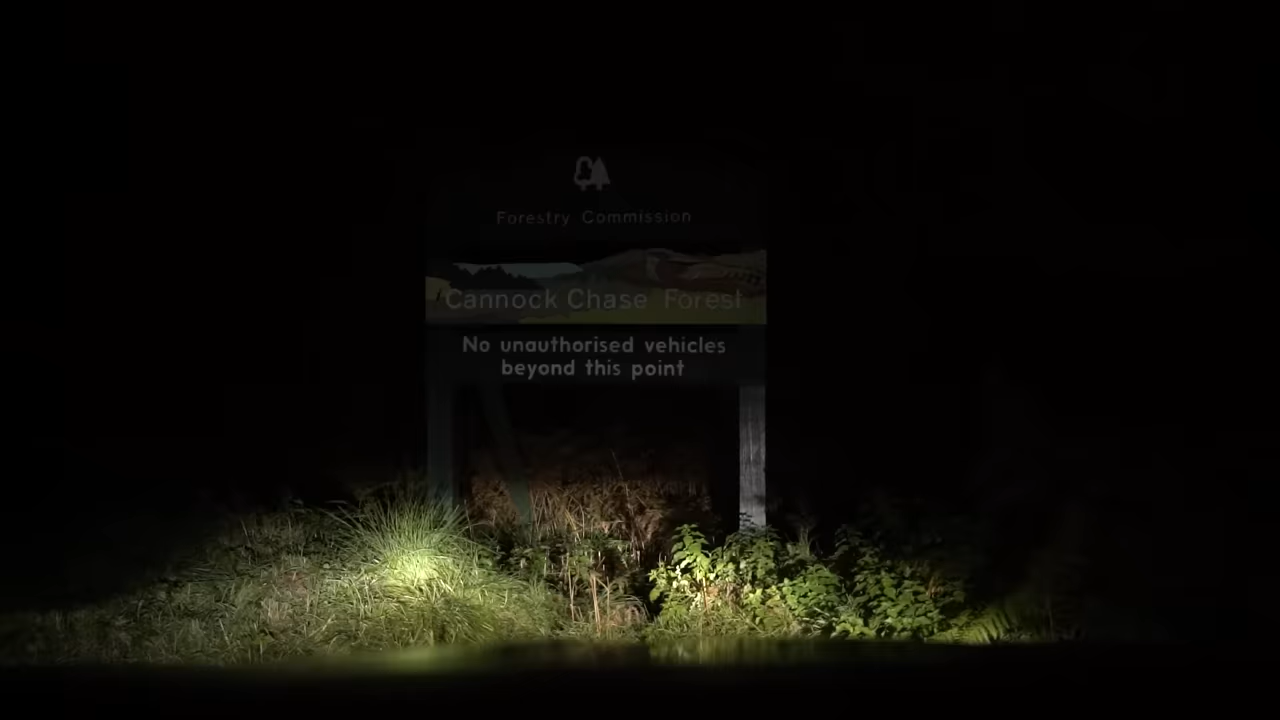 Forestry Commission
Cannock Chase Forest
No unauthorised vehicles
beyond this point